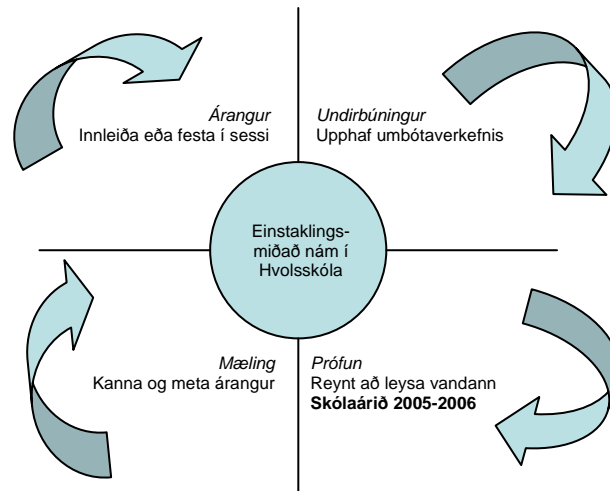 Árangur
Innleiða eða festa í sessi
Undirbúningur
Upphaf umbótaverkefnis
Einstaklings-
miðað nám í
Hvolsskóla
Mæling
Kanna og meta árangur
Prófun
Reynt að leysa vandann
Skólaárið 2005-2006